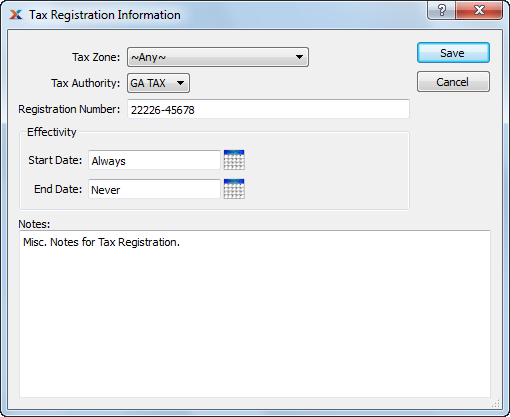 Tax Registration Information
Tax Zone: ~Any~
Save
Tax Authority: GA TAX
Cancel
Registration Number: 22226-45678
Effectivity
Start Date: Always
End Date: Never
Notes:
Misc. Notes for Tax Registration.